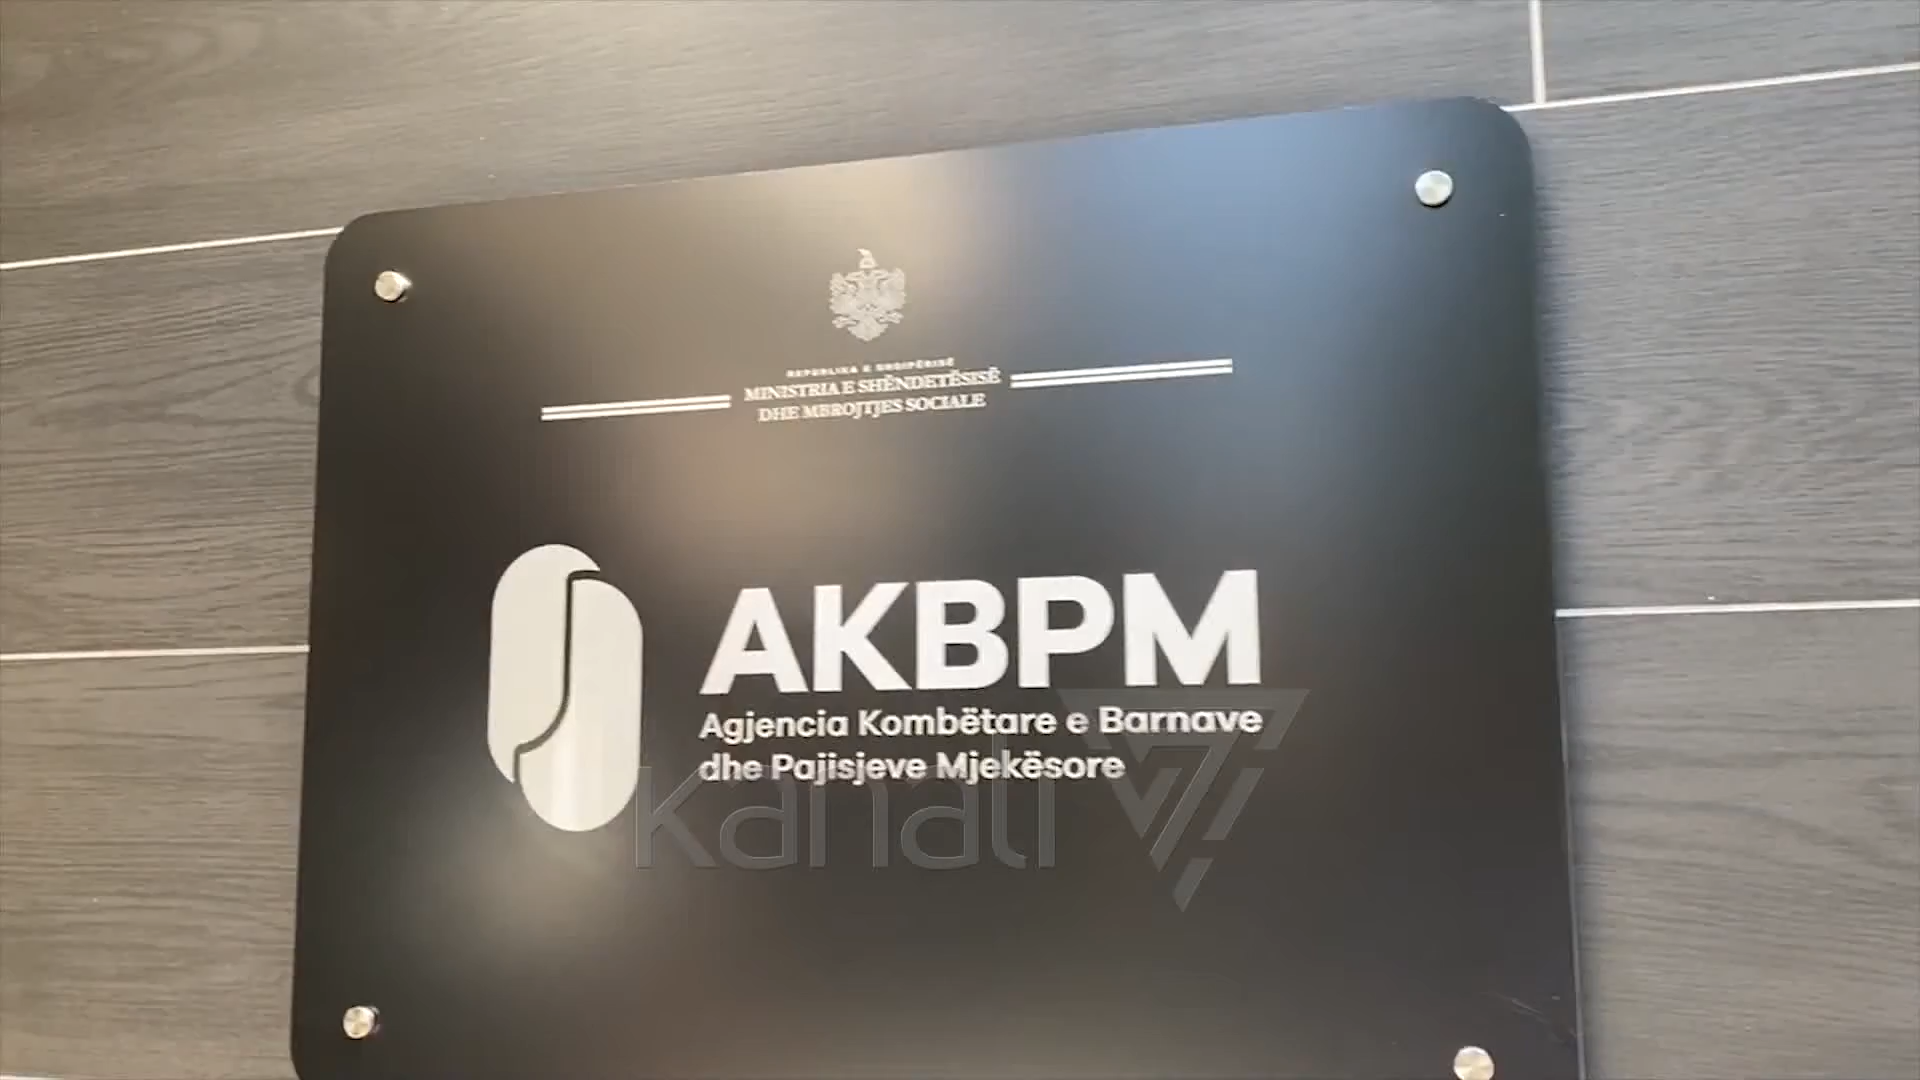 REPUBLIKA E SHQIPËRISË
MINISTRIA E SHËNDETËSISË
DHE MBROJTJES SOCIALE
AKBPM
Agjencia Kombëtare e Barnave
dhe Pajisjeve Mjekësore
kanali 7